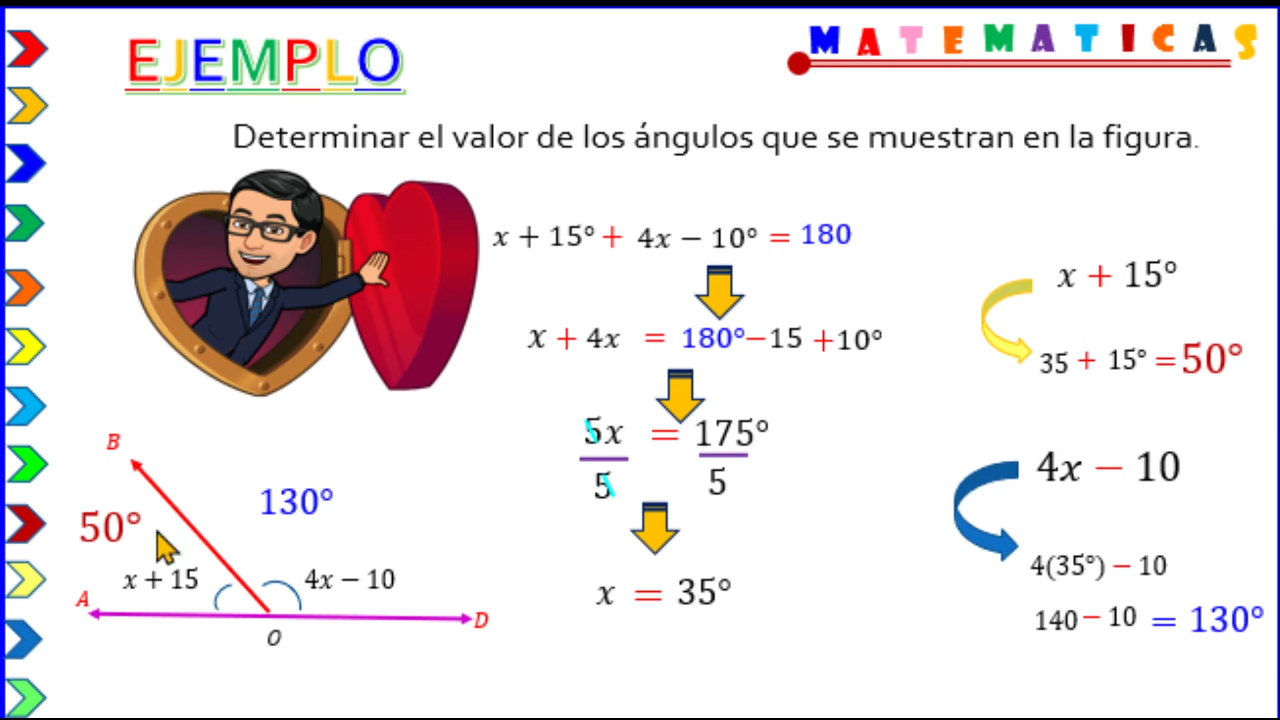 EJEMPLO
MATEMATICAS
Determinar el valor de los ángulos que se muestran en la figura.
x + 15° + 4x − 10° = 180
x + 4x = 180° − 15 + 10°
5x = 175°
5 5
x = 35°
x + 15°
35 + 15° = 50°
4x − 10
4(35°) − 10
140 − 10 = 130°
B
130°
50°
x + 15
4x − 10
A
D
O